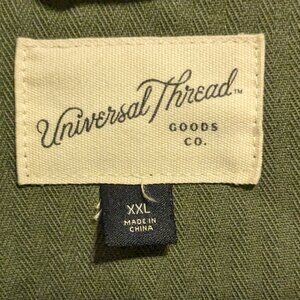 Universal Thread™
GOODS
CO.
XXL
MADE IN
CHINA